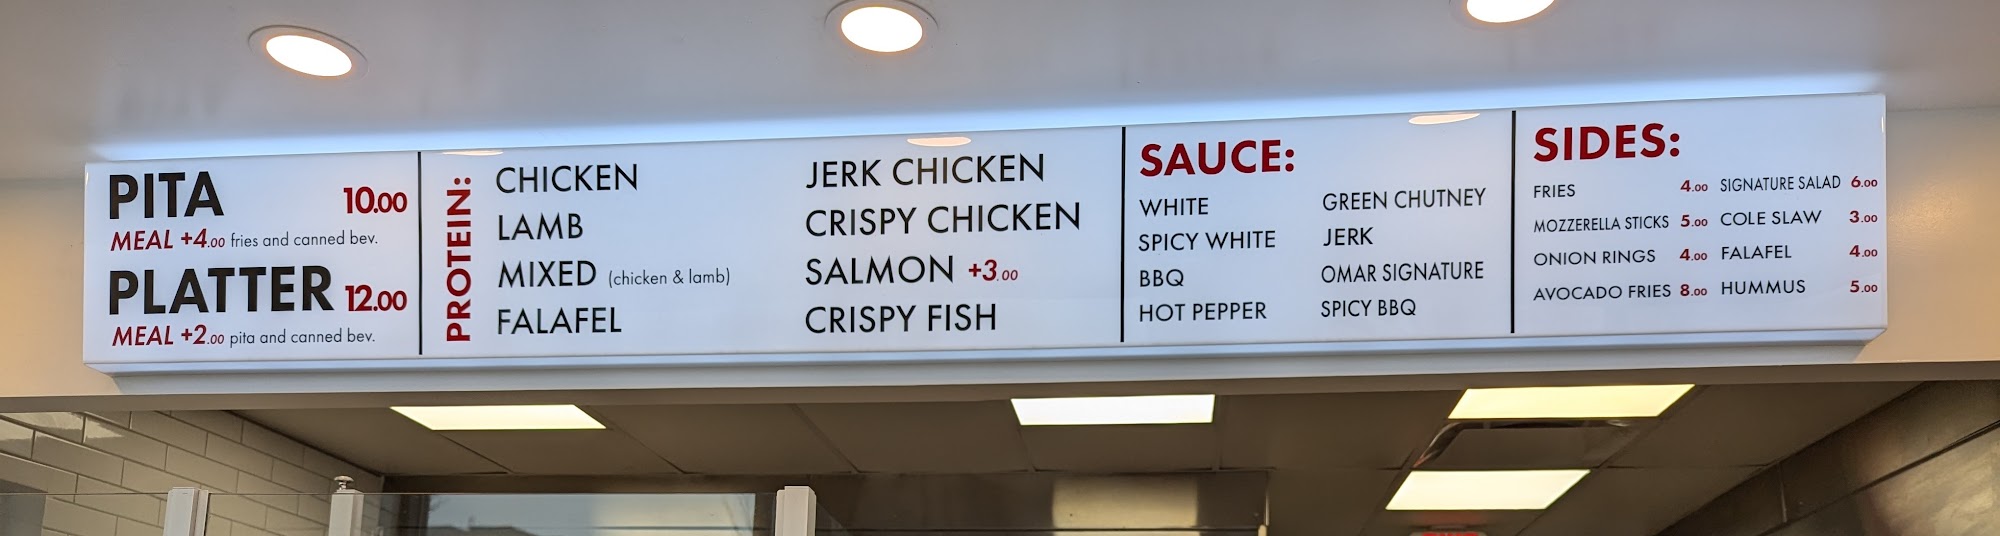 PITA 10.00
MEAL +4.00 fries and canned bev.
PLATTER 12.00
MEAL +2.00 pita and canned bev.
PROTEIN:
CHICKEN
LAMB
MIXED (chicken & lamb)
FALAFEL
JERK CHICKEN
CRISPY CHICKEN
SALMON +3.00
CRISPY FISH
SAUCE:
WHITE
SPICY WHITE
BBQ
HOT PEPPER
GREEN CHUTNEY
JERK
OMAR SIGNATURE
SPICY BBQ
SIDES:
FRIES 4.00
MOZZERELLA STICKS 5.00
ONION RINGS 4.00
AVOCADO FRIES 8.00
SIGNATURE SALAD 6.00
COLE SLAW 3.00
FALAFEL 4.00
HUMMUS 5.00